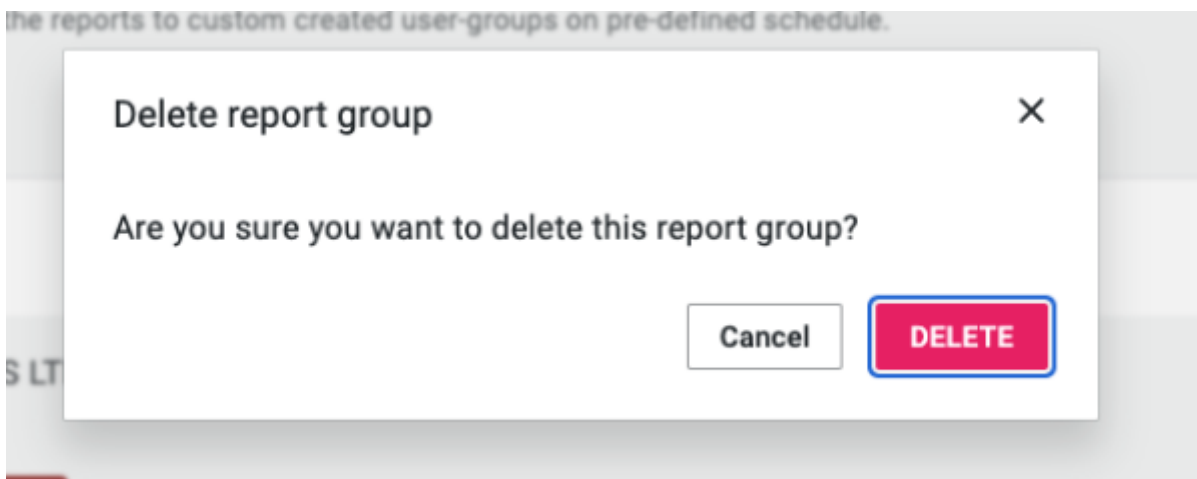 the reports to custom created user-groups on pre-defined schedule.
Delete report group
Are you sure you want to delete this report group?
Cancel
DELETE
S LT